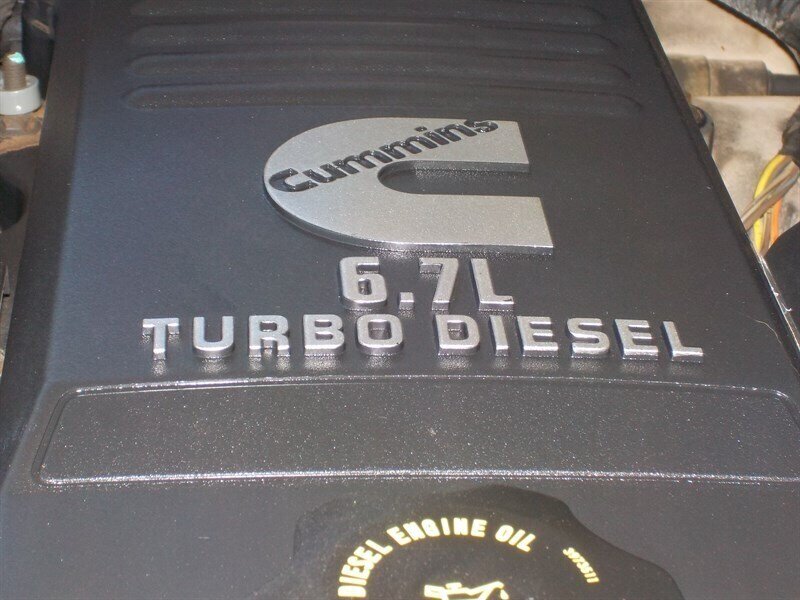 Cummins
6.7L
TURBO DIESEL
DIESEL ENGINE OIL